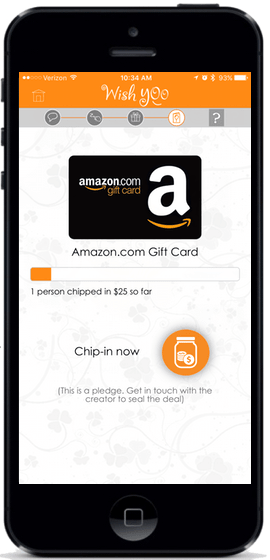 Verizon 10:34 AM 93%
Wish YOo
?
amazon.com
gift card
a
Amazon.com Gift Card
1 person chipped in $25 so far
Chip-in now
$
(This is a pledge. Get in touch with the
creator to seal the deal)